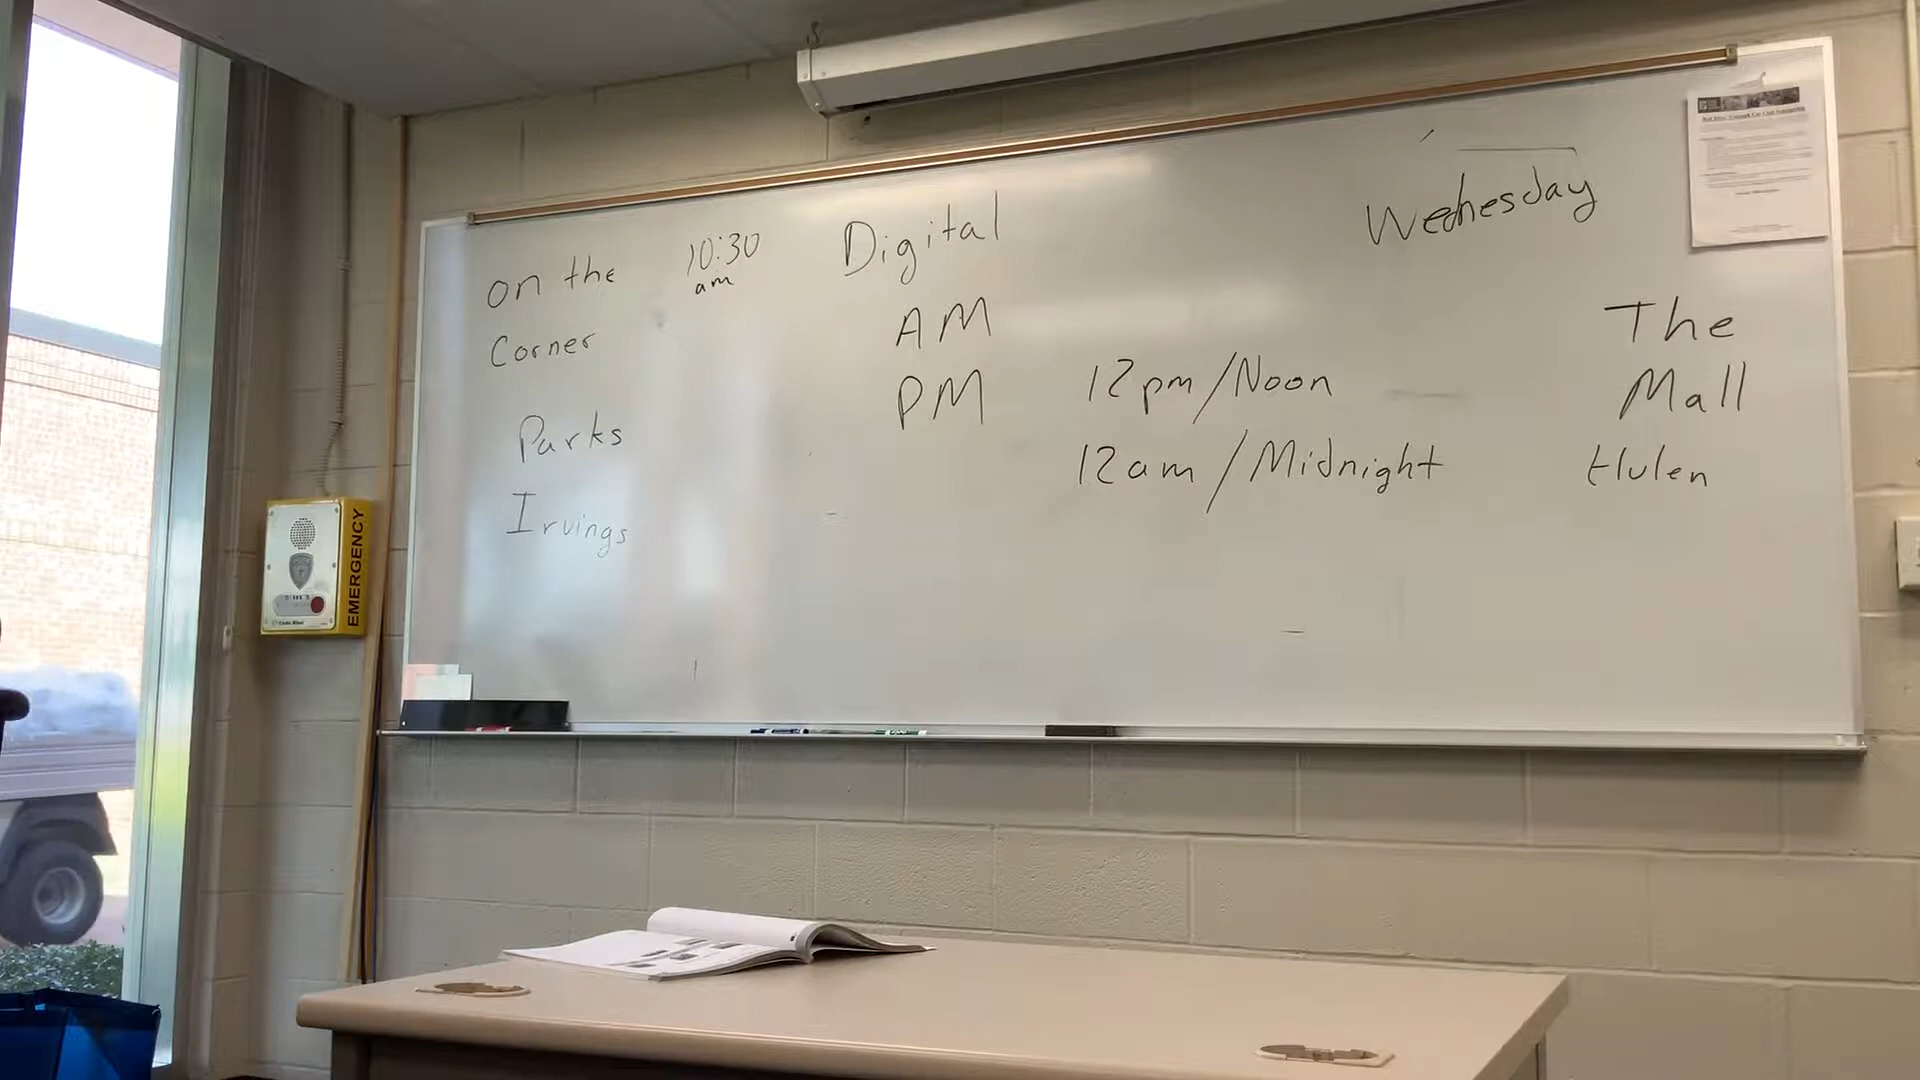 on the
Corner
Parks
Irvings
10:30
am
Digital
AM
PM
12pm/Noon
12am/Midnight
Wednesday
The
Mall
Hulen
EMERGENCY